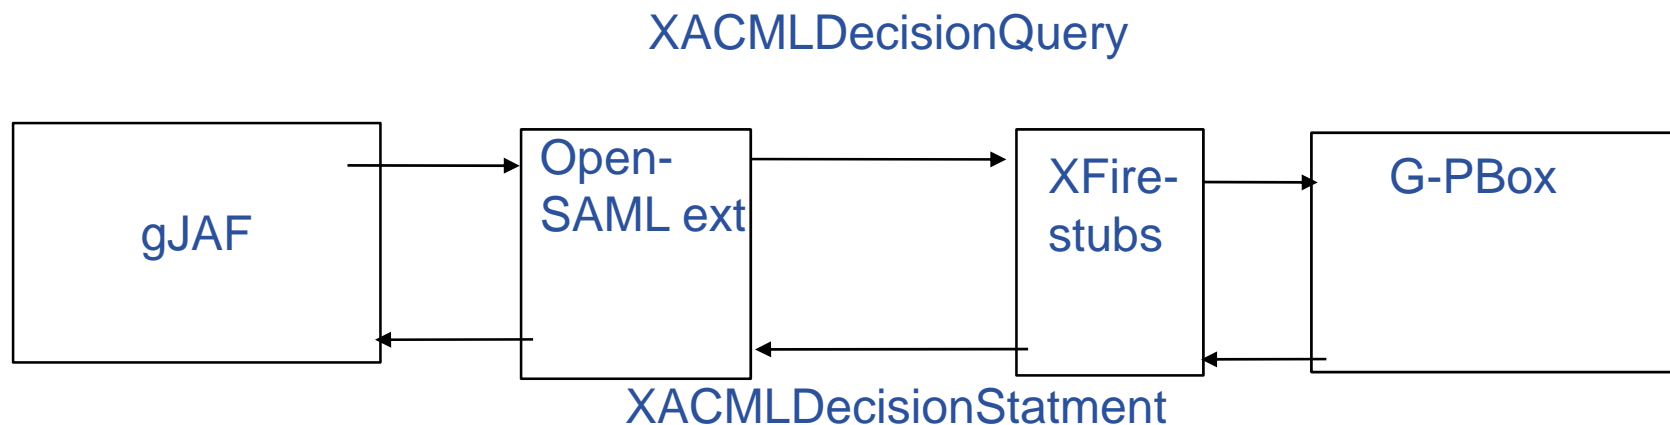 XACMLDecisionQuery
gJAF
Open-
SAML ext
XFire-
stubs
G-PBox
XACMLDecisionStatment